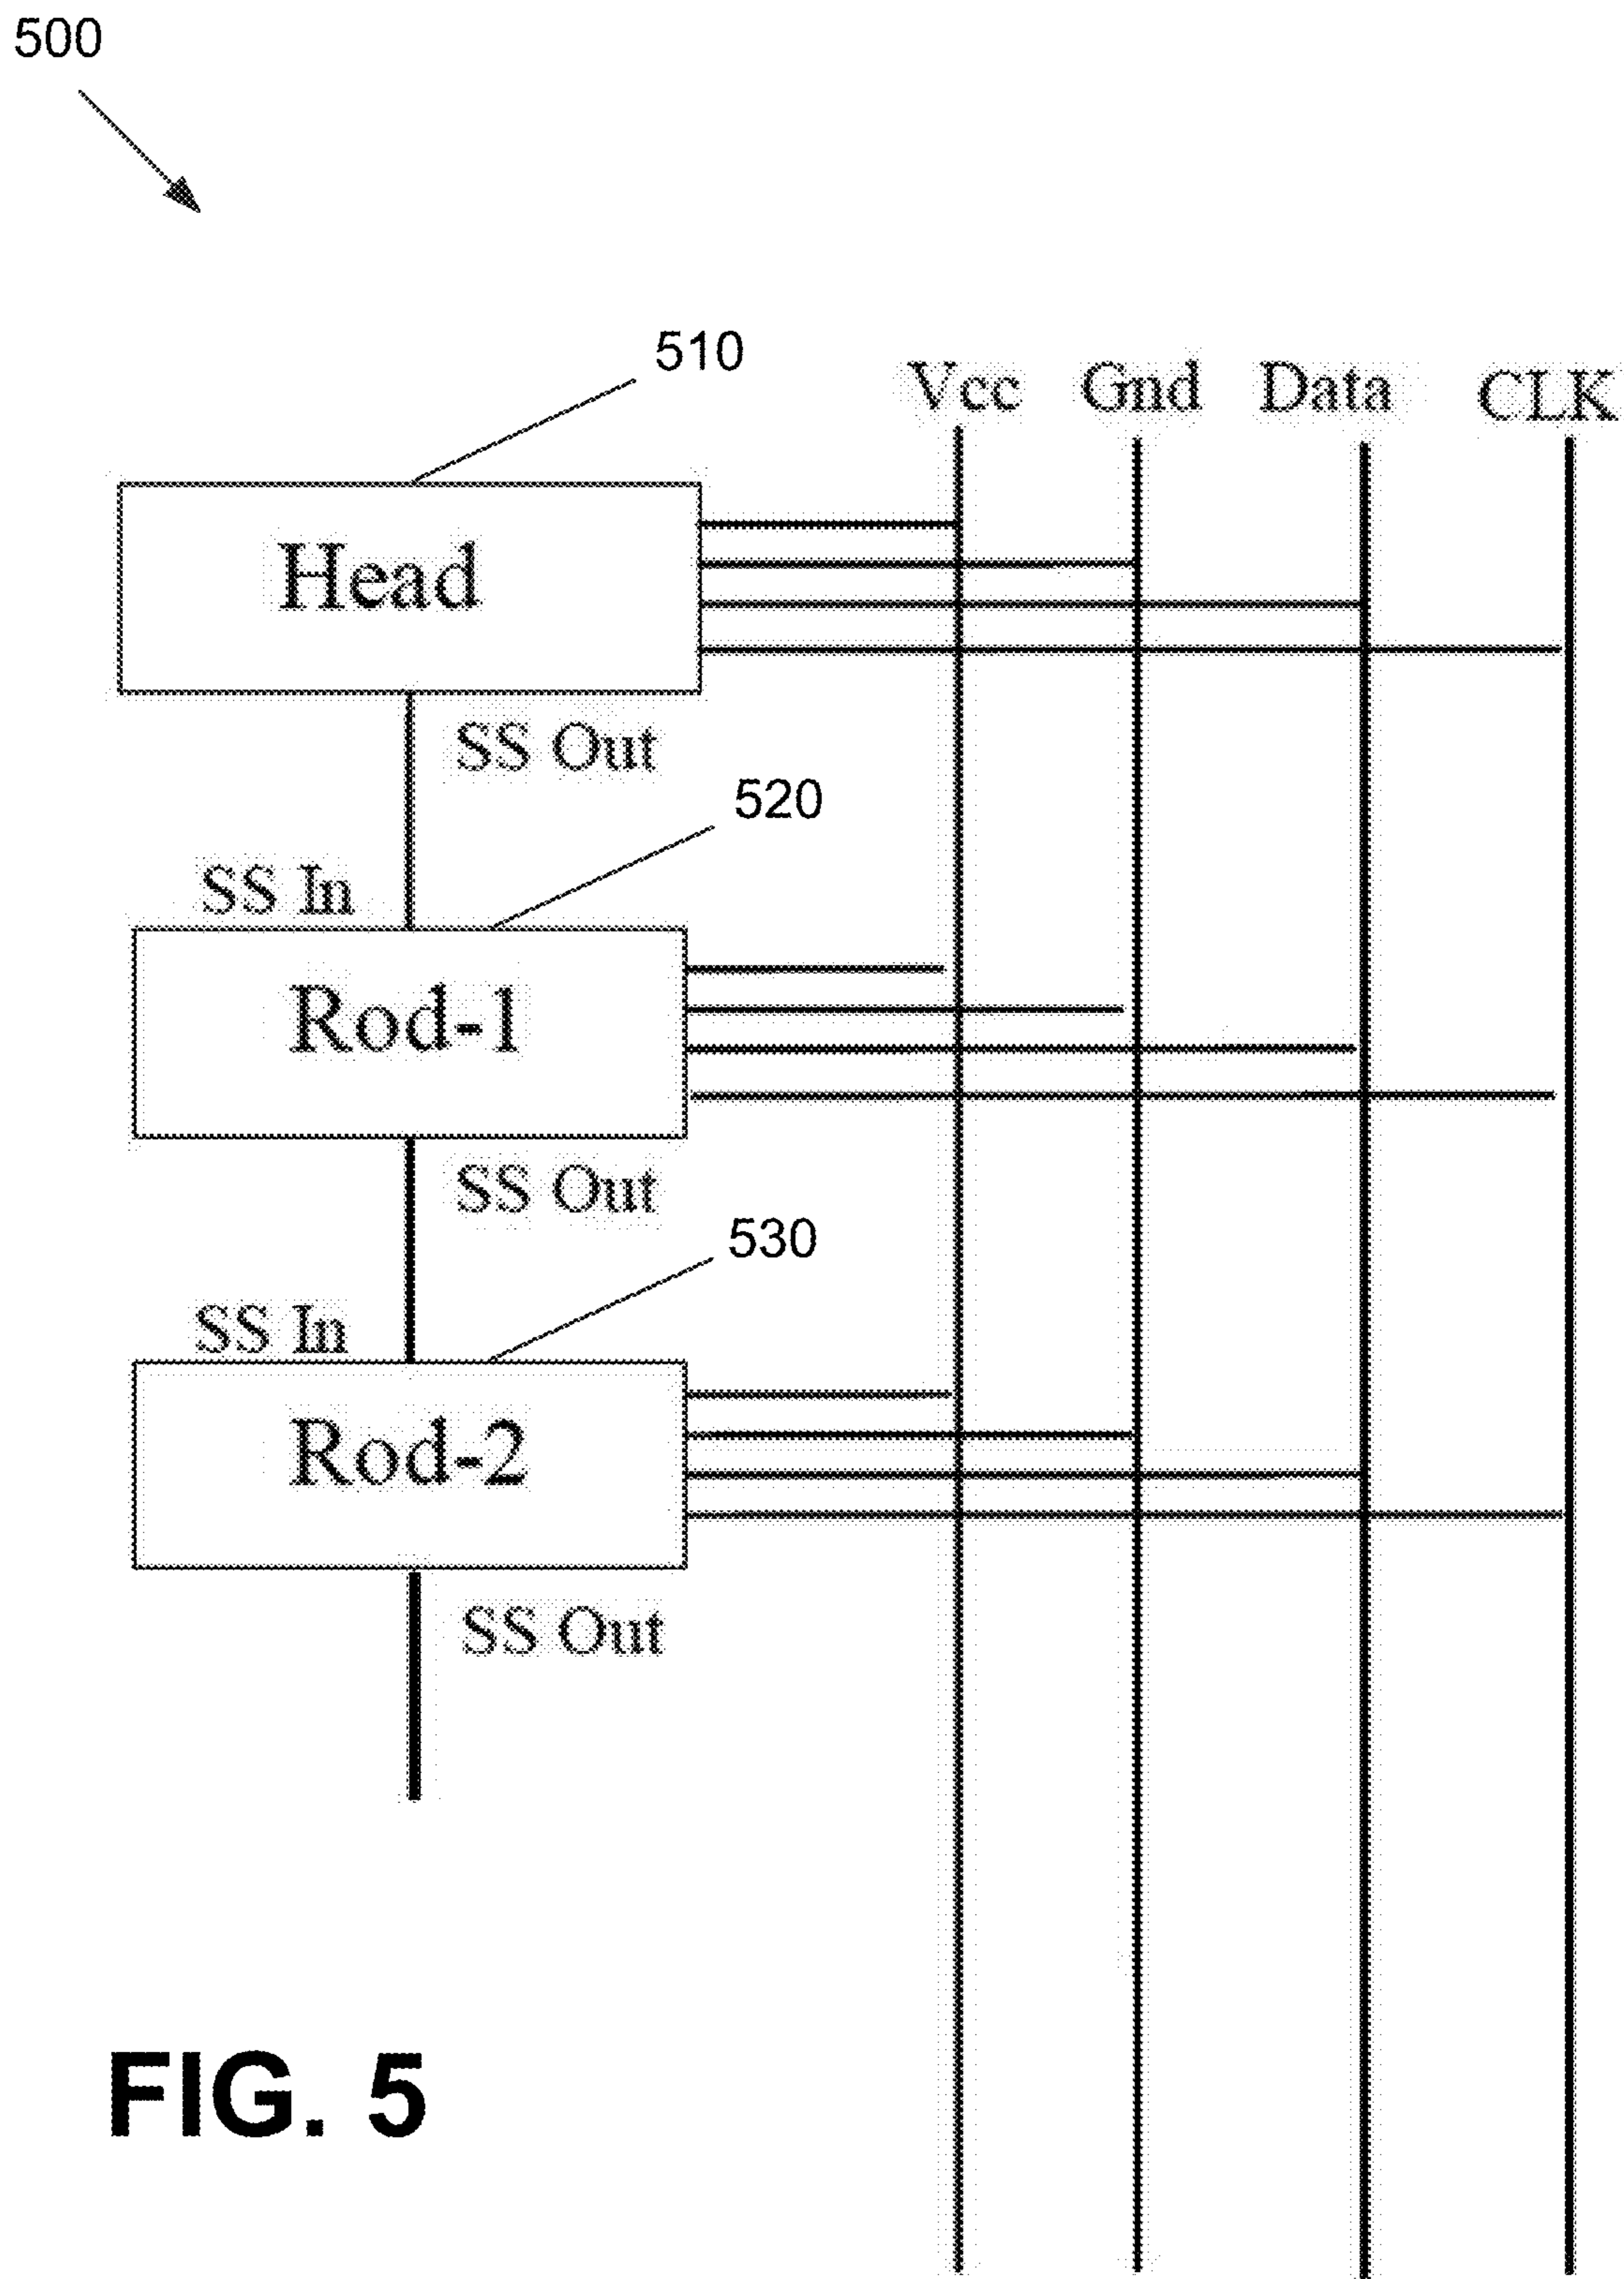 500
510
Vcc Gnd Data CLK
Head
SS Out
520
SS In
Rod-1
SS Out
530
SS In
Rod-2
SS Out
FIG. 5